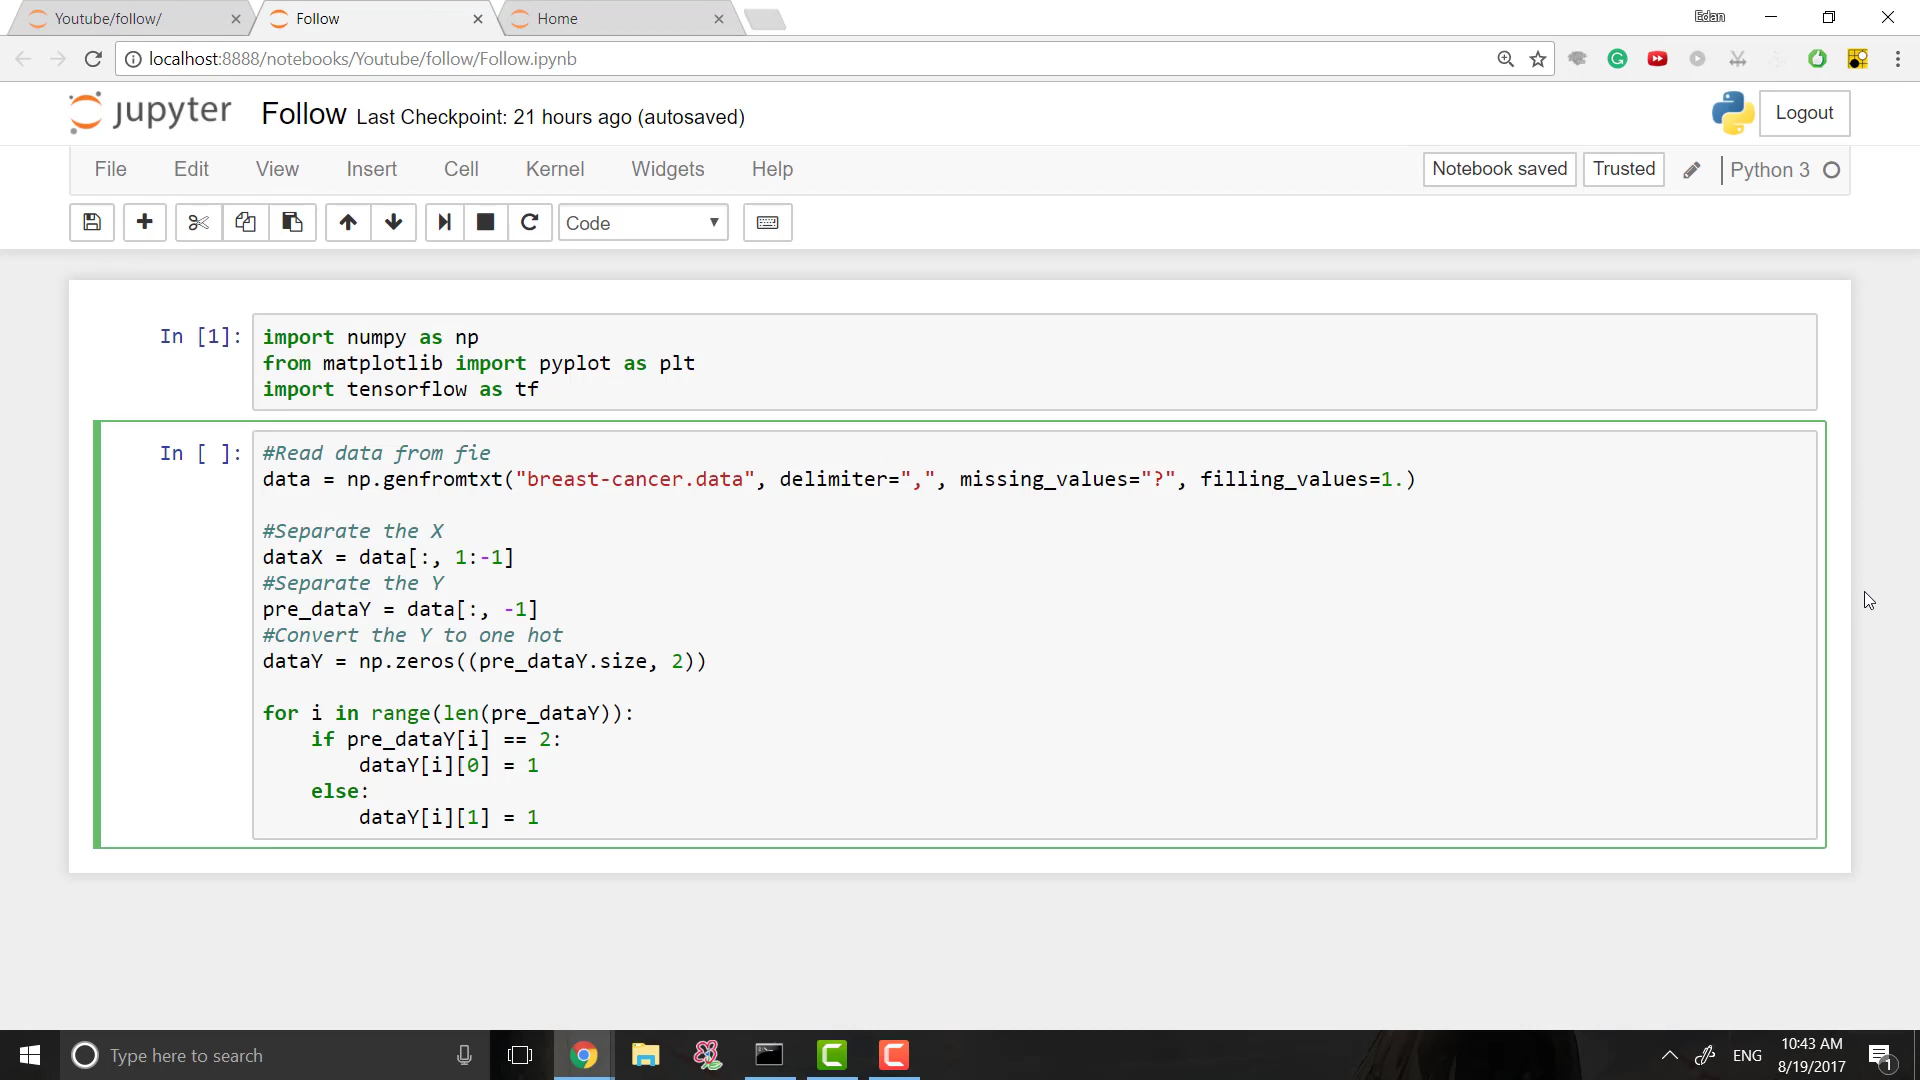 Youtube/follow/
Follow
Home
Edan
localhost:8888/notebooks/Youtube/follow/Follow.ipynb
jupyter
Follow Last Checkpoint: 21 hours ago (autosaved)
Logout
File Edit View Insert Cell Kernel Widgets Help
Notebook saved
Trusted
Python 3
Code
In [1]:
import numpy as np
from matplotlib import pyplot as plt
import tensorflow as tf
In [ ]:
#Read data from fie
data = np.genfromtxt("breast-cancer.data", delimiter=",", missing_values="?", filling_values=1.)
#Separate the X
dataX = data[:, 1:-1]
#Separate the Y
pre_dataY = data[:, -1]
#Convert the Y to one hot
dataY = np.zeros((pre_dataY.size, 2))
for i in range(len(pre_dataY)):
    if pre_dataY[i] == 2:
        dataY[i][0] = 1
    else:
        dataY[i][1] = 1
Type here to search
ENG
10:43 AM
8/19/2017
1